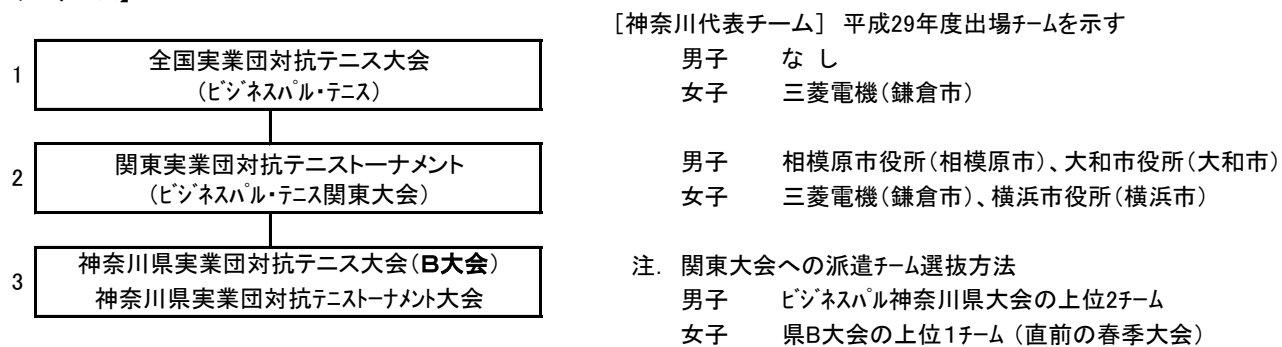 [神奈川代表チーム] 平成29年度出場ﾁｰﾑを示す
1
全国実業団対抗テニス大会
(ﾋﾞｼﾞﾈｽﾊﾟﾙ・ﾃﾆｽ)
男子 な し
女子 三菱電機(鎌倉市)
2
関東実業団対抗テニストーナメント
(ﾋﾞｼﾞﾈｽﾊﾟﾙ・ﾃﾆｽ関東大会)
男子 相模原市役所(相模原市)、大和市役所(大和市)
女子 三菱電機(鎌倉市)、横浜市役所(横浜市)
3
神奈川県実業団対抗テニス大会(B大会)
神奈川県実業団対抗ﾃﾆｽﾄｰﾅﾒﾝﾄ大会
注. 関東大会への派遣ﾁｰﾑ選抜方法
男子 ﾋﾞｼﾞﾈｽﾊﾟﾙ神奈川県大会の上位2ﾁｰﾑ
女子 県B大会の上位1ﾁｰﾑ (直前の春季大会)